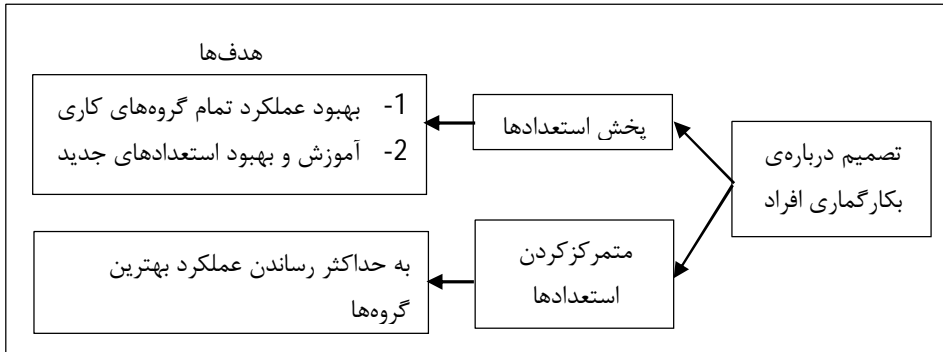 هدف‌ها
تصمیم درباره‌ی
بکارگماری افراد
پخش استعدادها
1- بهبود عملکرد تمام گروه‌های کاری
2- آموزش و بهبود استعدادهای جدید
متمرکزکردن
استعدادها
به حداکثر رساندن عملکرد بهترین
گروه‌ها